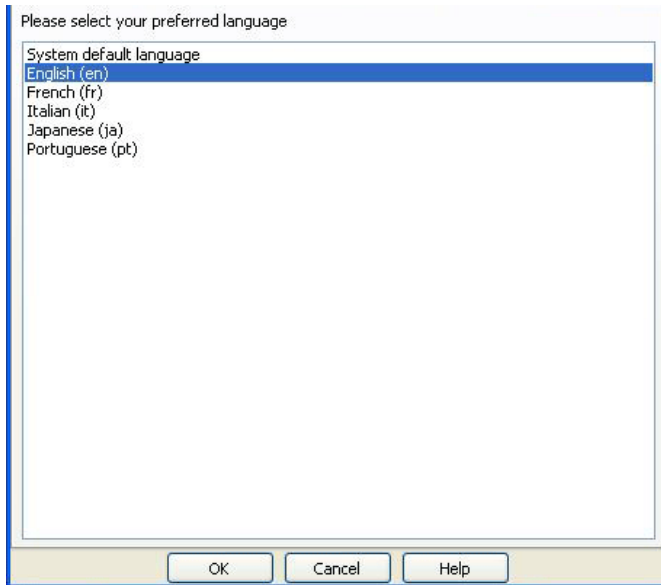 Please select your preferred language
System default language
English (en)
French (fr)
Italian (it)
Japanese (ja)
Portuguese (pt)
OK Cancel Help